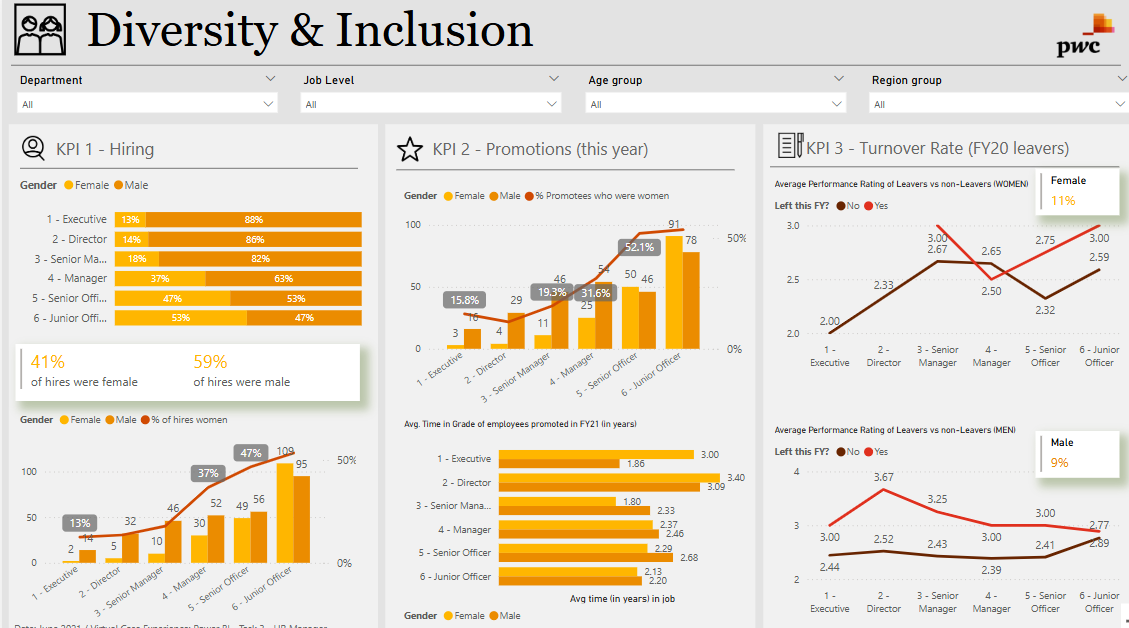 Diversity & Inclusion
pwc
Department
Job Level
Age group
Region group
All
All
All
All
KPI 1 - Hiring
Gender Female Male
1 - Executive 13% 88%
2 - Director 14% 86%
3 - Senior Ma... 18% 82%
4 - Manager 37% 63%
5 - Senior Offi... 47% 53%
6 - Junior Offi... 53% 47%
41% 59%
of hires were female of hires were male
Gender Female Male % of hires women
100
50
0
50%
0%
13% 37% 47%
2 14 5 32 10 46 30 52 49 56 109 95
1 - Executive
2 - Director
3 - Senior Manager
4 - Manager
5 - Senior Officer
6 - Junior Officer
KPI 2 - Promotions (this year)
Gender Female Male % Promotees who were women
100
50
0
50%
0%
15.8% 19.3% 31.6% 52.1%
3 16 4 29 11 46 25 54 50 46 91 78
1 - Executive
2 - Director
3 - Senior Manager
4 - Manager
5 - Senior Officer
6 - Junior Officer
Avg. Time in Grade of employees promoted in FY21 (in years)
1 - Executive 3.00 1.86
2 - Director 3.40 3.09
3 - Senior Mana... 1.80 2.33
4 - Manager 2.37 2.46
5 - Senior Officer 2.29 2.68
6 - Junior Officer 2.13 2.20
Avg time (in years) in job
Gender Female Male
KPI 3 - Turnover Rate (FY20 leavers)
Average Performance Rating of Leavers vs non-Leavers (WOMEN)
Left this FY? No Yes
Female
11%
3.0
2.5
2.0
2.00 2.33 3.00 2.67 2.65 2.50 2.75 2.32 3.00 2.59
1 - Executive
2 - Director
3 - Senior Manager
4 - Manager
5 - Senior Officer
6 - Junior Officer
Average Performance Rating of Leavers vs non-Leavers (MEN)
Left this FY? No Yes
Male
9%
4
3
2
3.00 2.44 3.67 2.52 3.25 2.43 3.00 2.39 3.00 2.41 2.77 2.89
1 - Executive
2 - Director
3 - Senior Manager
4 - Manager
5 - Senior Officer
6 - Junior Officer